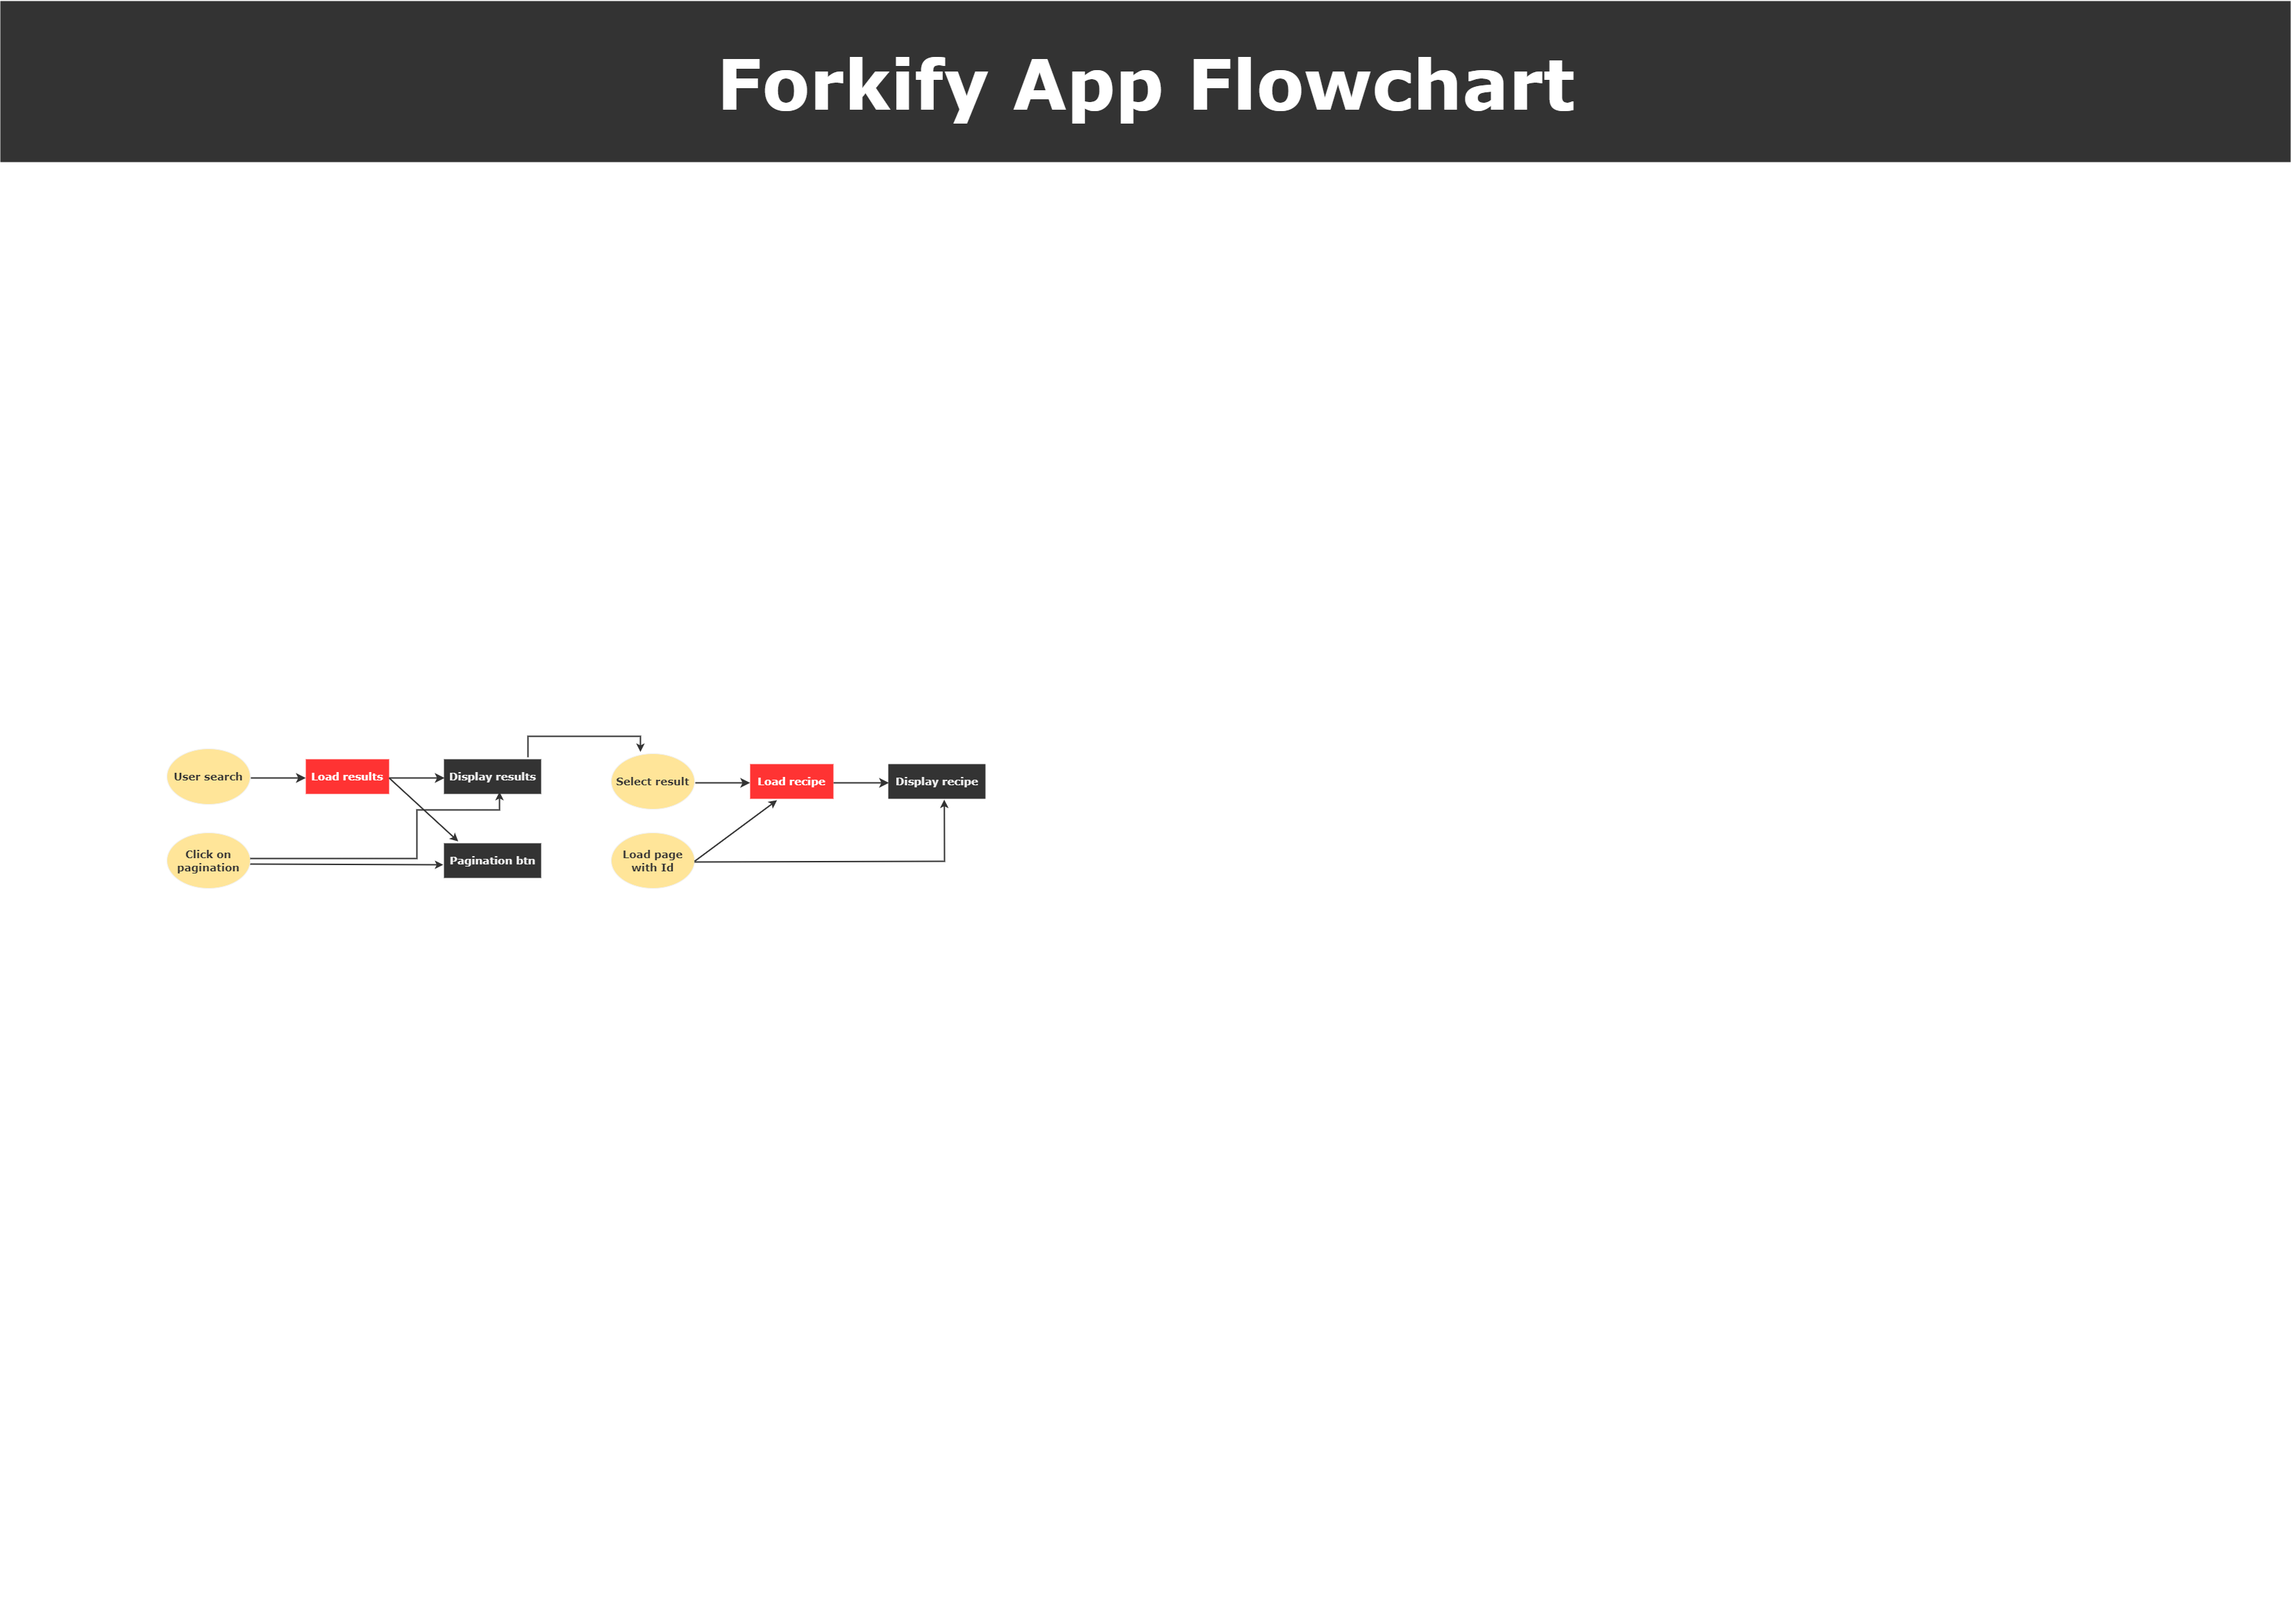 Forkify App Flowchart
User search
Load results
Display results
Select result
Load recipe
Display recipe
Click on
pagination
Pagination btn
Load page
with Id